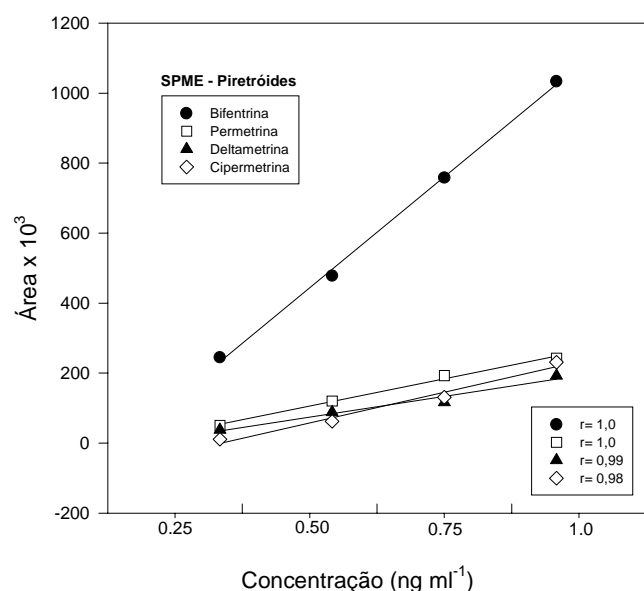 1200
1000
800
600
400
200
0
-200
Área x 10³
SPME - Piretróides
Bifentrina
Permetrina
Deltametrina
Cipermetrina
r= 1,0
r= 1,0
r= 0,99
r= 0,98
0.25 0.50 0.75 1.0
Concentração (ng ml⁻¹)